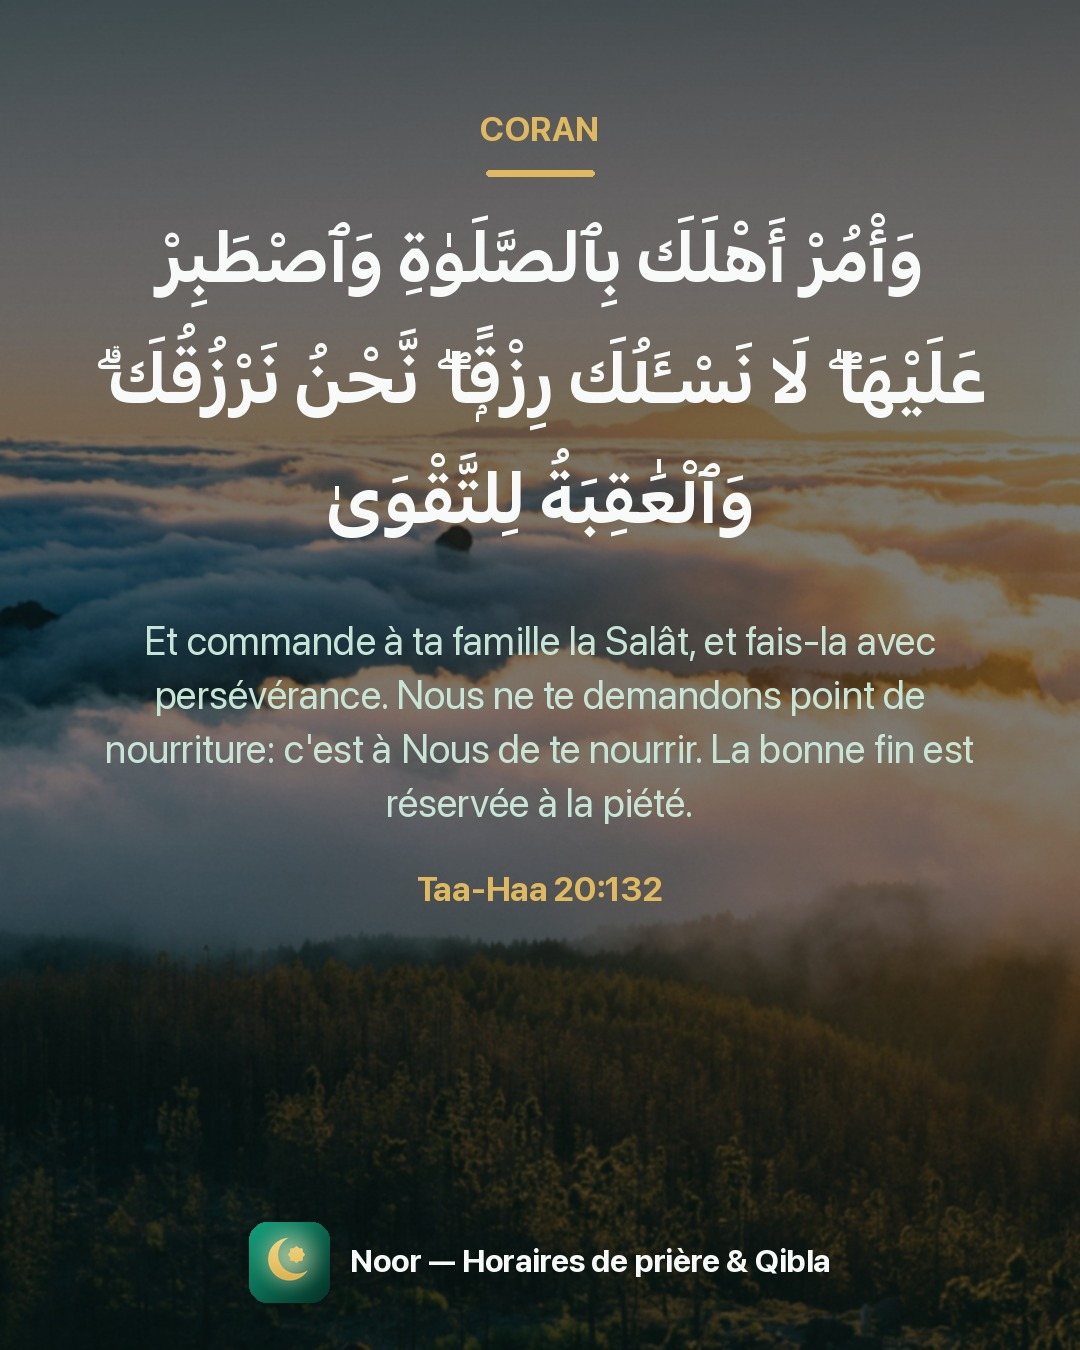 CORAN
وَأْمُرْ أَهْلَكَ بِٱلصَّلَوٰةِ وَٱصْطَبِرْ
عَلَيْهَا ۖ لَا نَسْـَٔلُكَ رِزْقًۭا ۖ نَّحْنُ نَرْزُقُكَ ۗ
وَٱلْعَـٰقِبَةُ لِلتَّقْوَىٰ
Et commande à ta famille la Salât, et fais-la avec
persévérance. Nous ne te demandons point de
nourriture: c'est à Nous de te nourrir. La bonne fin est
réservée à la piété.
Taa-Haa 20:132
Noor — Horaires de prière & Qibla